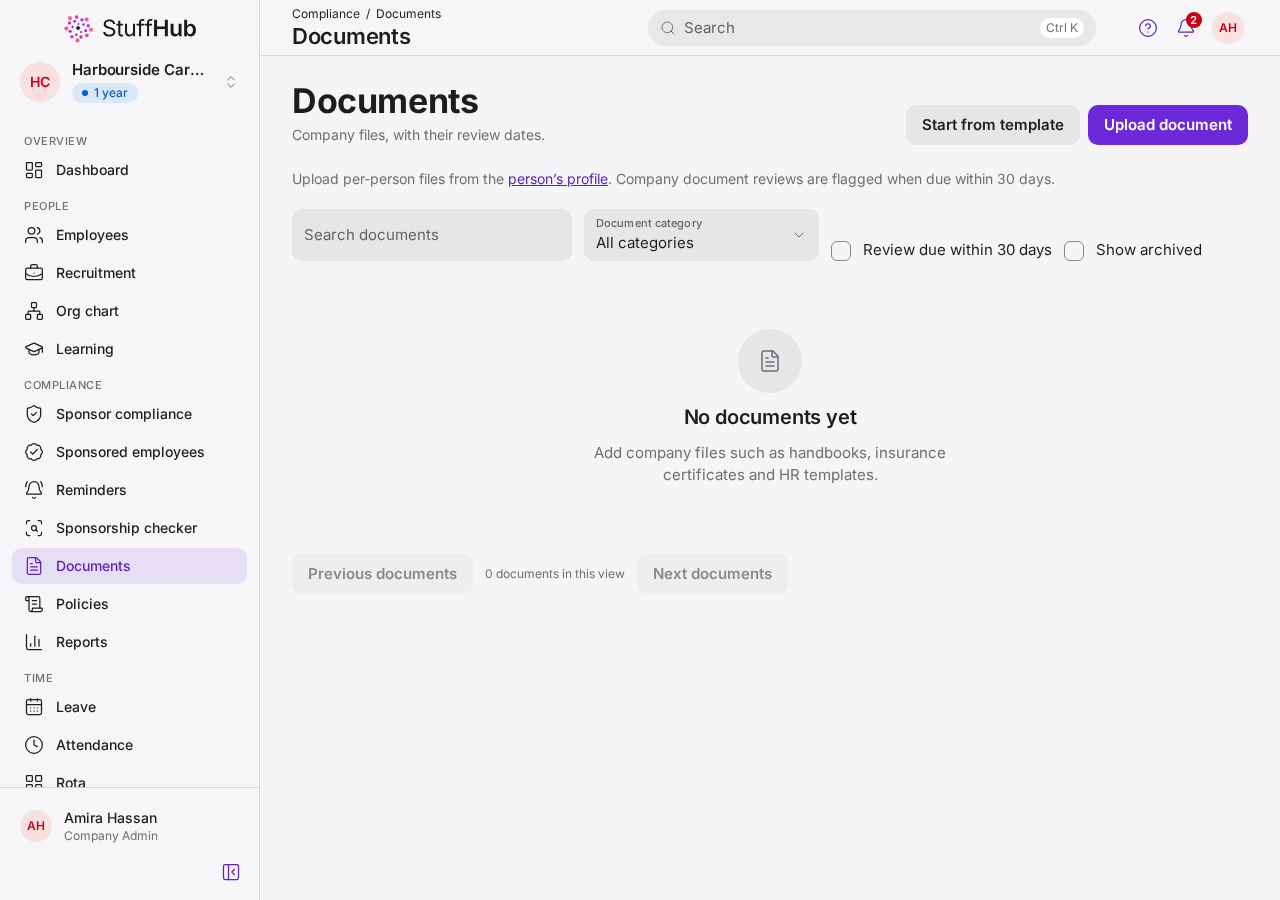 StuffHub
HC
Harbourside Car...
1 year
OVERVIEW
Dashboard
PEOPLE
Employees
Recruitment
Org chart
Learning
COMPLIANCE
Sponsor compliance
Sponsored employees
Reminders
Sponsorship checker
Documents
Policies
Reports
TIME
Leave
Attendance
Rota
AH
Amira Hassan
Company Admin
Compliance / Documents
Documents
Search
Ctrl K
2
AH
Documents
Company files, with their review dates.
Start from template
Upload document
Upload per-person files from the person’s profile. Company document reviews are flagged when due within 30 days.
Search documents
Document category
All categories
Review due within 30 days
Show archived
No documents yet
Add company files such as handbooks, insurance
certificates and HR templates.
Previous documents
0 documents in this view
Next documents